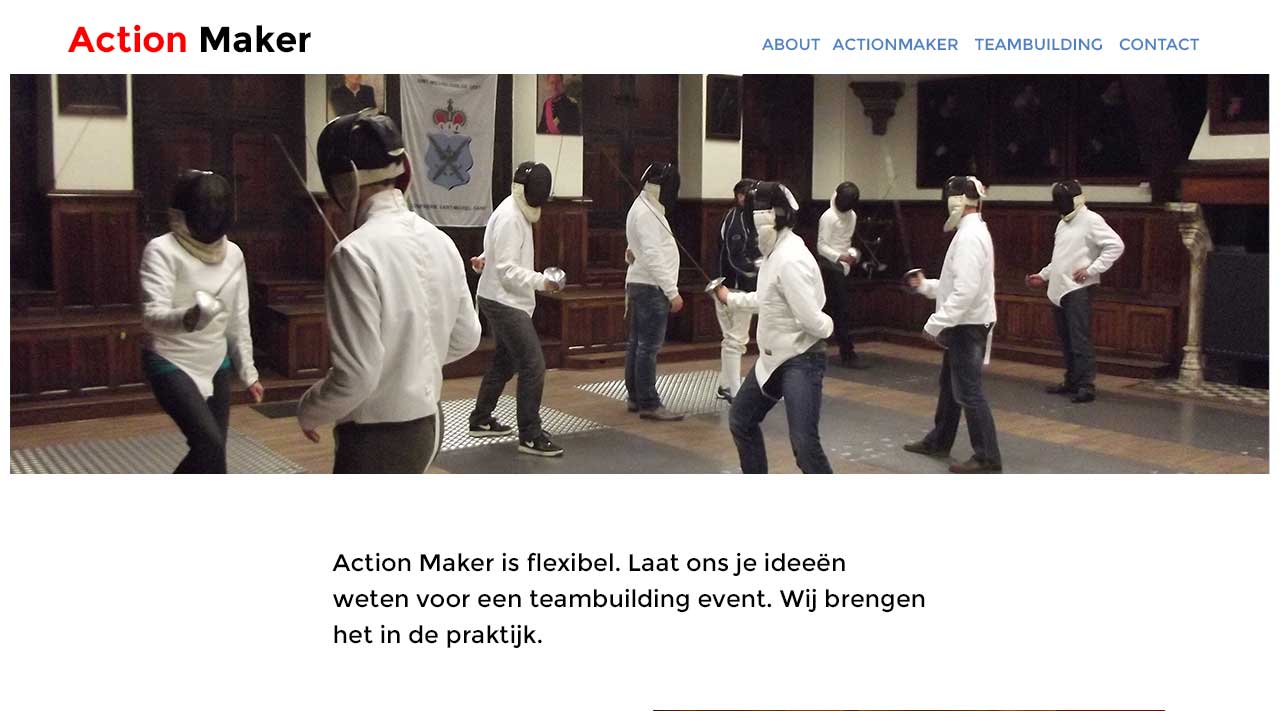 Action Maker
ABOUT ACTIONMAKER TEAMBUILDING CONTACT
Action Maker is flexibel. Laat ons je ideeën
weten voor een teambuilding event. Wij brengen
het in de praktijk.